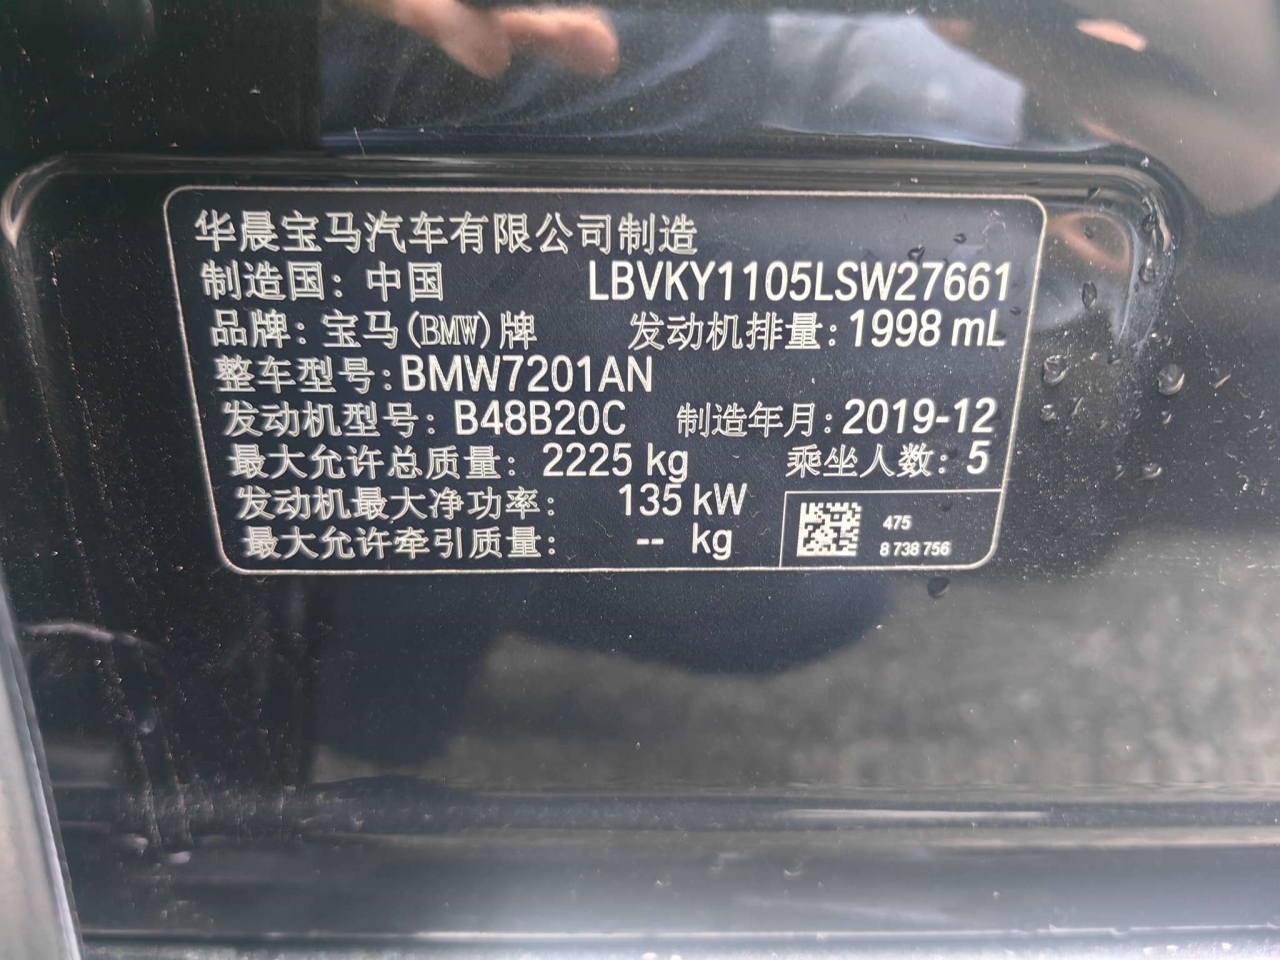 华晨宝马汽车有限公司制造
制造国：中国 LBVKY1105LSW27661
品牌：宝马(BMW)牌 发动机排量：1998 mL
整车型号：BMW7201AN
发动机型号：B48B20C 制造年月：2019-12
最大允许总质量：2225 kg 乘坐人数：5
发动机最大净功率：135 kW
最大允许牵引质量：-- kg
475
8 738 756